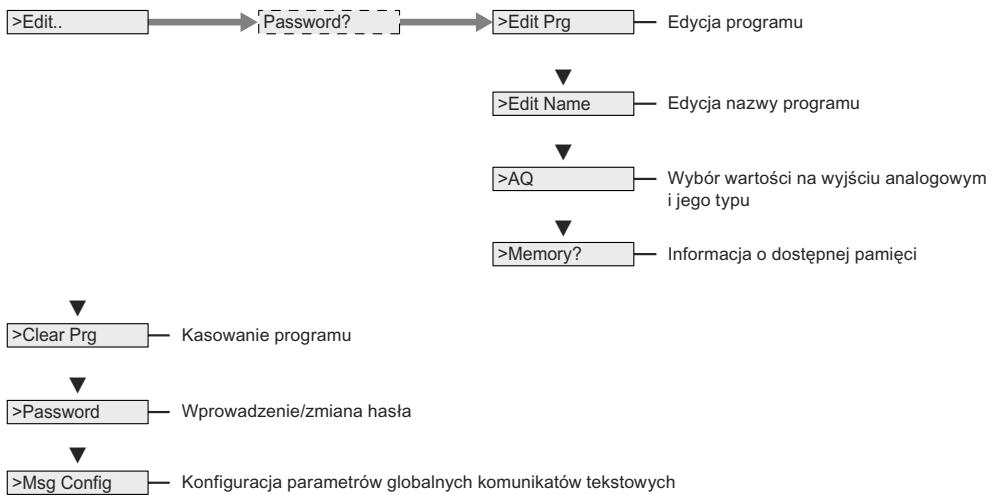 >Edit..
Password?
>Edit Prg
Edycja programu
>Edit Name
Edycja nazwy programu
>AQ
Wybór wartości na wyjściu analogowym
i jego typu
>Memory?
Informacja o dostępnej pamięci
>Clear Prg
Kasowanie programu
>Password
Wprowadzenie/zmiana hasła
>Msg Config
Konfiguracja parametrów globalnych komunikatów tekstowych